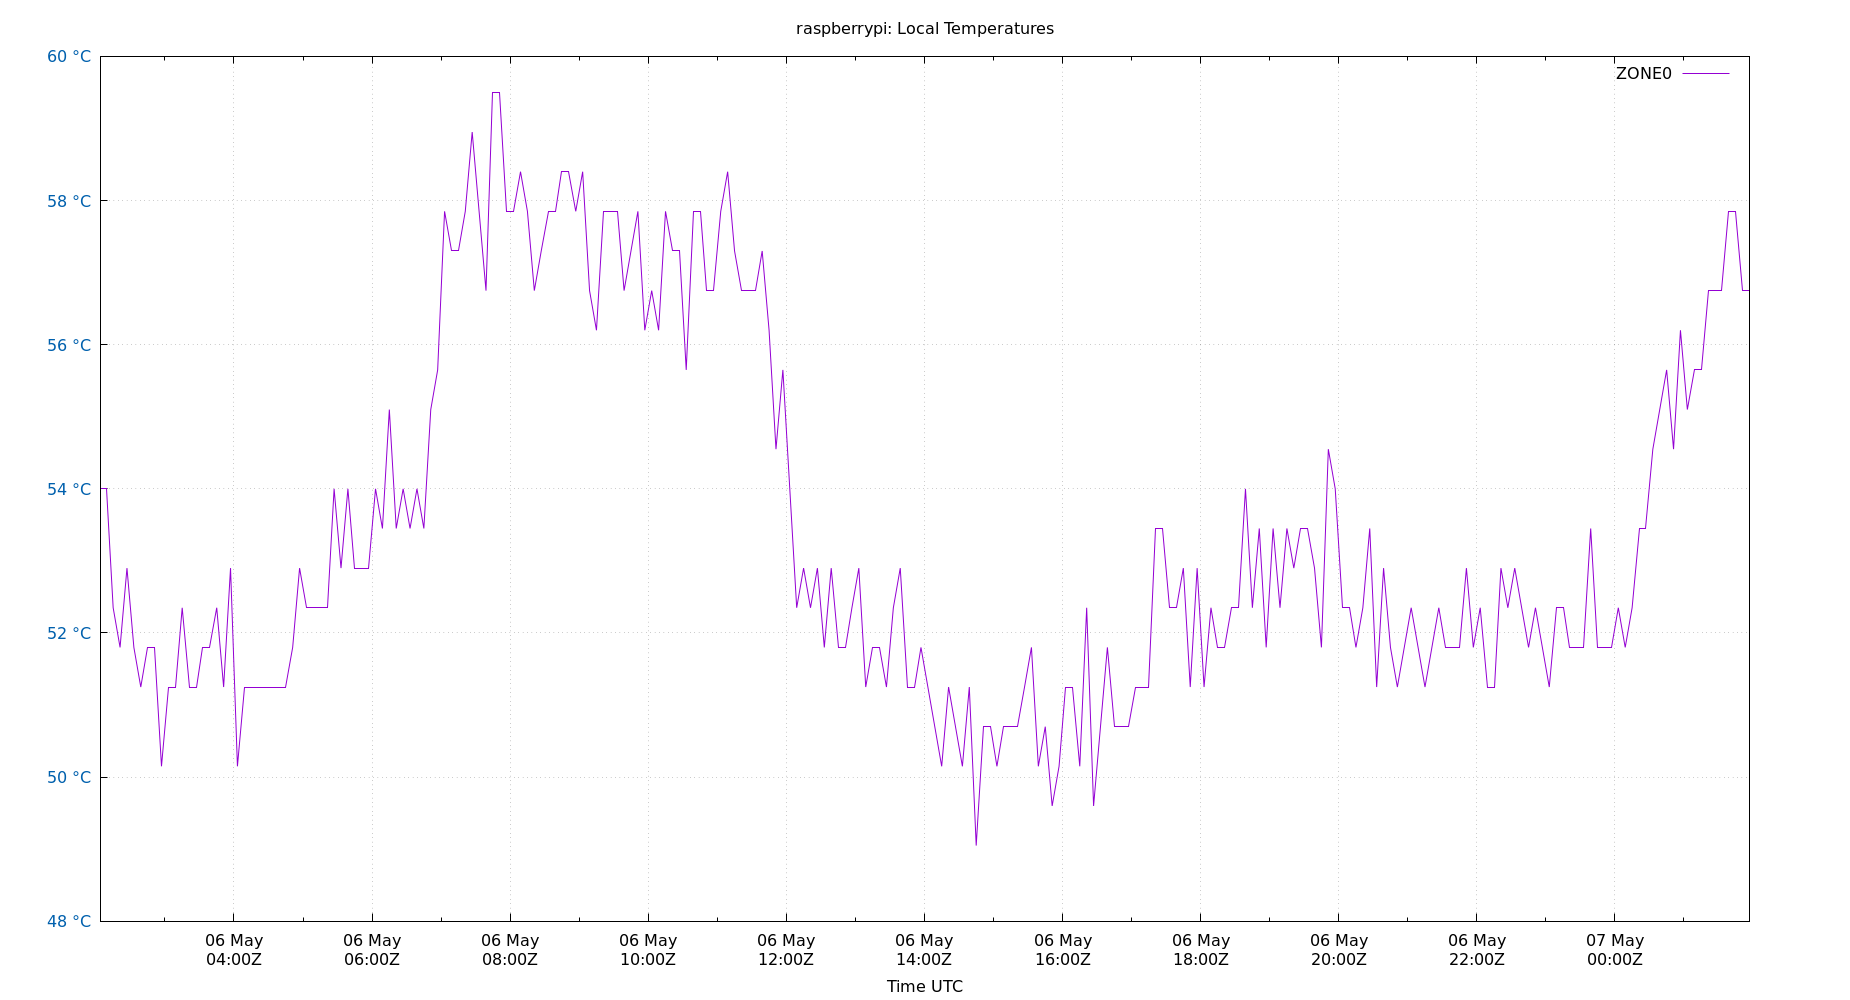 raspberrypi: Local Temperatures
60 °C
ZONE0
58 °C
56 °C
54 °C
52 °C
50 °C
48 °C
06 May 06 May 06 May 06 May 06 May 06 May 06 May 06 May 06 May 06 May 07 May
04:00Z 06:00Z 08:00Z 10:00Z 12:00Z 14:00Z 16:00Z 18:00Z 20:00Z 22:00Z 00:00Z
Time UTC